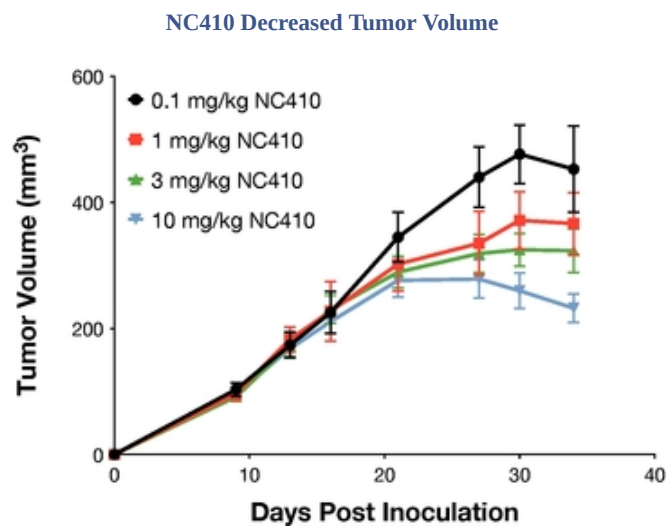 NC410 Decreased Tumor Volume
600
0.1 mg/kg NC410
1 mg/kg NC410
3 mg/kg NC410
10 mg/kg NC410
400
200
0
Tumor Volume (mm³)
0 10 20 30 40
Days Post Inoculation